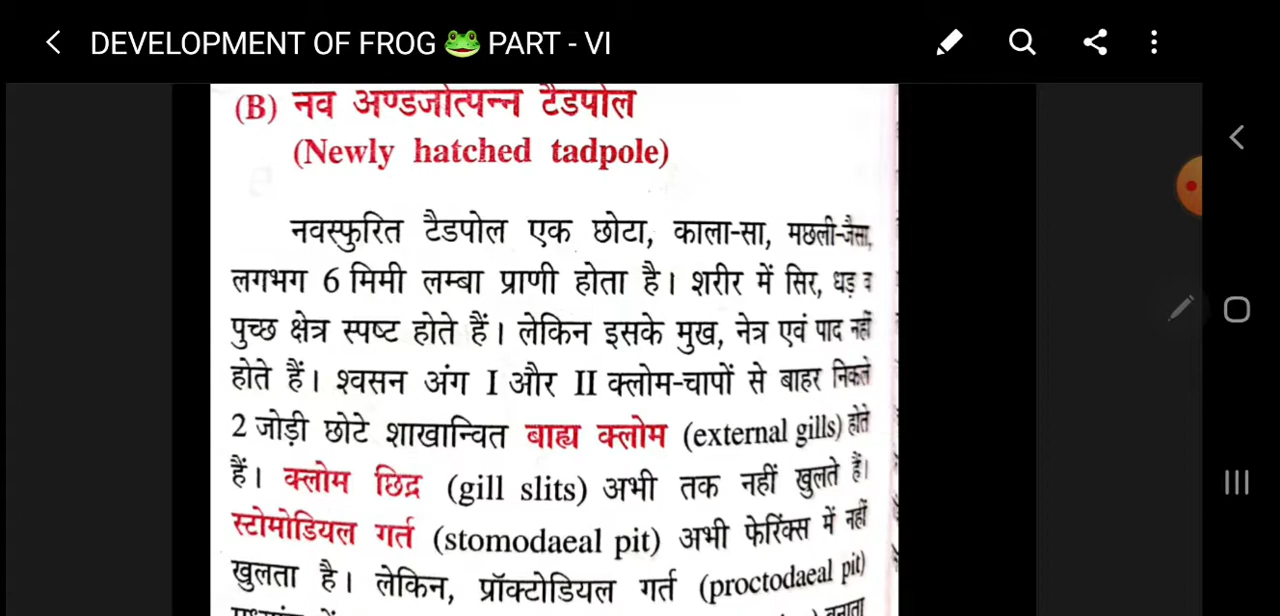 DEVELOPMENT OF FROG 🐸 PART - VI
(B) नव अण्डजोत्पन्न टैडपोल
(Newly hatched tadpole)
नवस्फुरित टैडपोल एक छोटा, काला-सा, मछली-जैसा,
लगभग 6 मिमी लम्बा प्राणी होता है। शरीर में सिर, धड़ व
पुच्छ क्षेत्र स्पष्ट होते हैं। लेकिन इसके मुख, नेत्र एवं पाद नहीं
होते हैं। श्वसन अंग I और II क्लोम-चापों से बाहर निकले
2 जोड़ी छोटे शाखान्वित बाह्य क्लोम (external gills) होते
हैं। क्लोम छिद्र (gill slits) अभी तक नहीं खुलते हैं।
स्टोमोडियल गर्त (stomodaeal pit) अभी फेरिंक्स में नहीं
खुलता है। लेकिन, प्रॉक्टोडियल गर्त (proctodaeal pit)